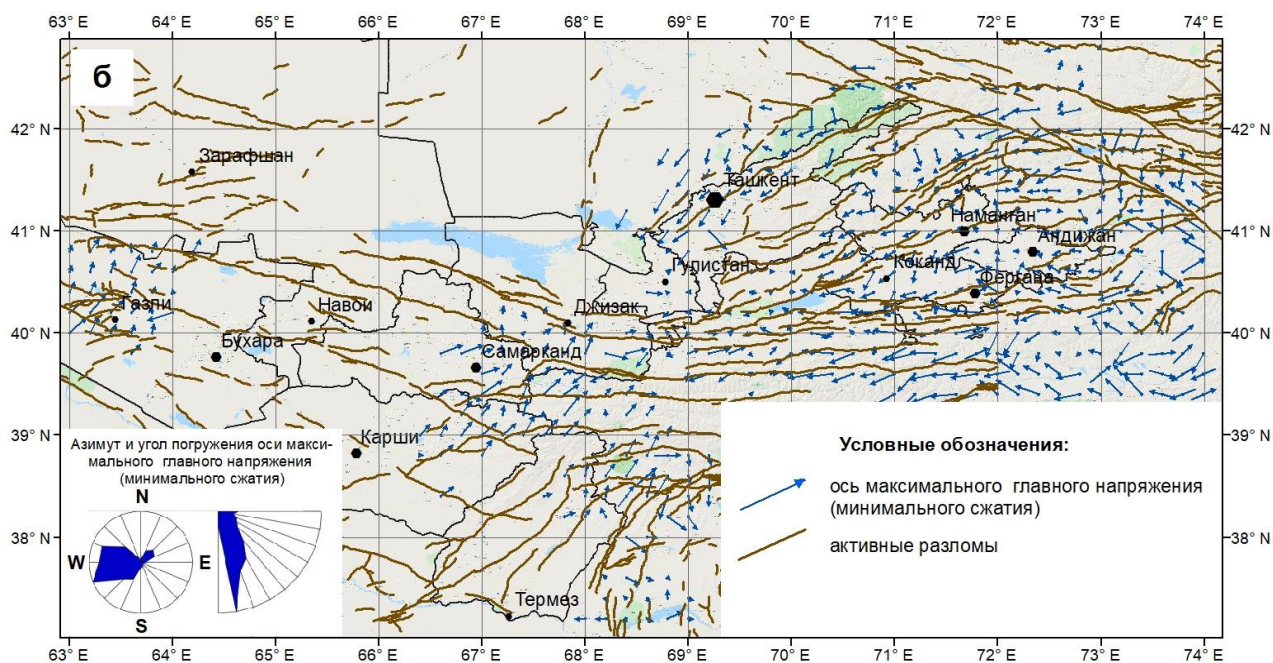 63° E 64° E 65° E 66° E 67° E 68° E 69° E 70° E 71° E 72° E 73° E 74° E
б
42° N 42° N
Зарафшан
Ташкент
Наманган
41° N 41° N
Андижан
Гулистан
Коканд
Фергана
Газли
Навои
Джизак
40° N 40° N
Бухара
Самарканд
39° N 39° N
Карши
Азимут и угол погружения оси макси-
мального главного напряжения
(минимального сжатия)
N
W E
S
Условные обозначения:
ось максимального главного напряжения
(минимального сжатия)
38° N 38° N
активные разломы
Термез
63° E 64° E 65° E 66° E 67° E 68° E 69° E 70° E 71° E 72° E 73° E 74° E